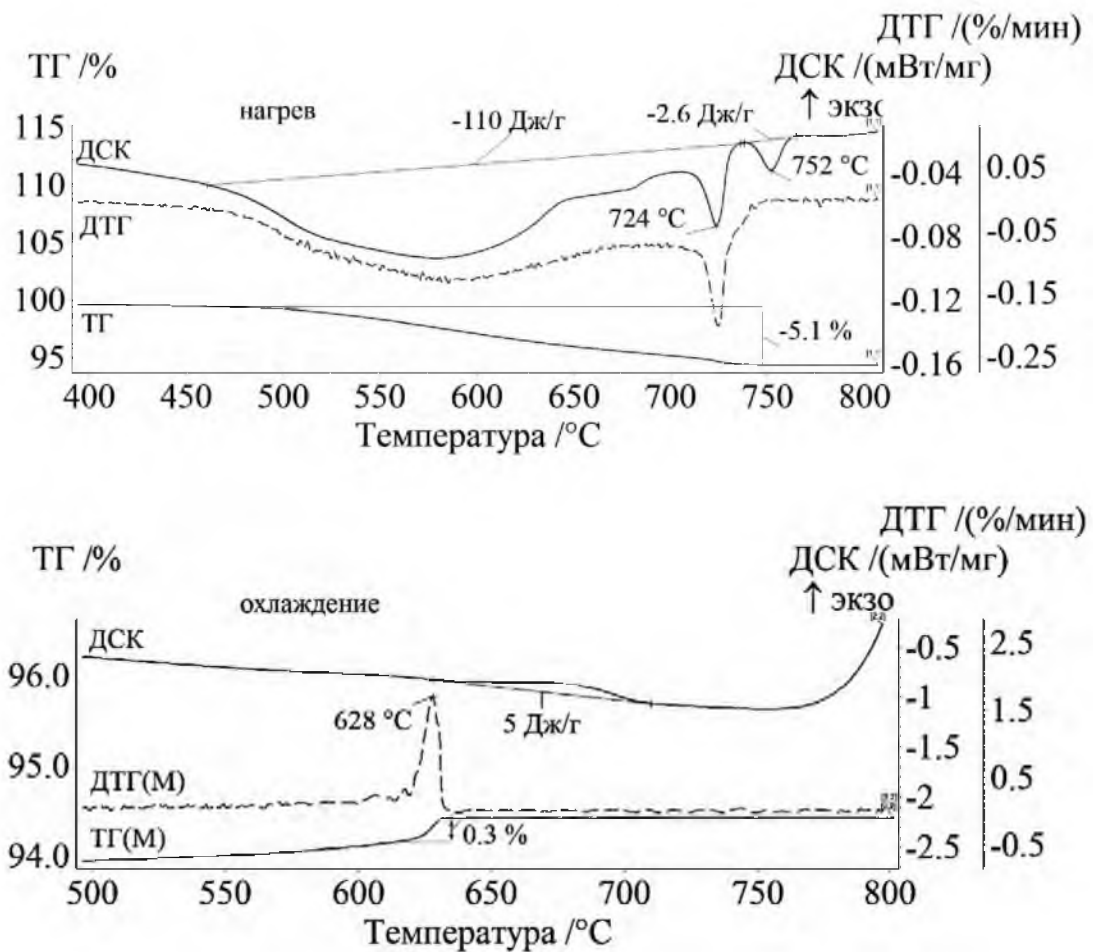 ДТГ /(%/мин)
ТГ /%
ДСК /(мВт/мг)
нагрев
-110 Дж/г
-2.6 Дж/г
↑ экзо
115
ДСК
110
752 °C
-0.04
0.05
724 °C
ДТГ
105
-0.08
-0.05
100
-0.12
-0.15
ТГ
-5.1 %
95
-0.16
-0.25
400 450 500 550 600 650 700 750 800
Температура /°C
ДТГ /(%/мин)
ТГ /%
ДСК /(мВт/мг)
охлаждение
↑ экзо
ДСК
-0.5
2.5
96.0
628 °C
5 Дж/г
-1
1.5
-1.5
95.0
ДТГ(М)
0.5
-2
ТГ(М)
0.3 %
94.0
-2.5
-0.5
500 550 600 650 700 750 800
Температура /°C